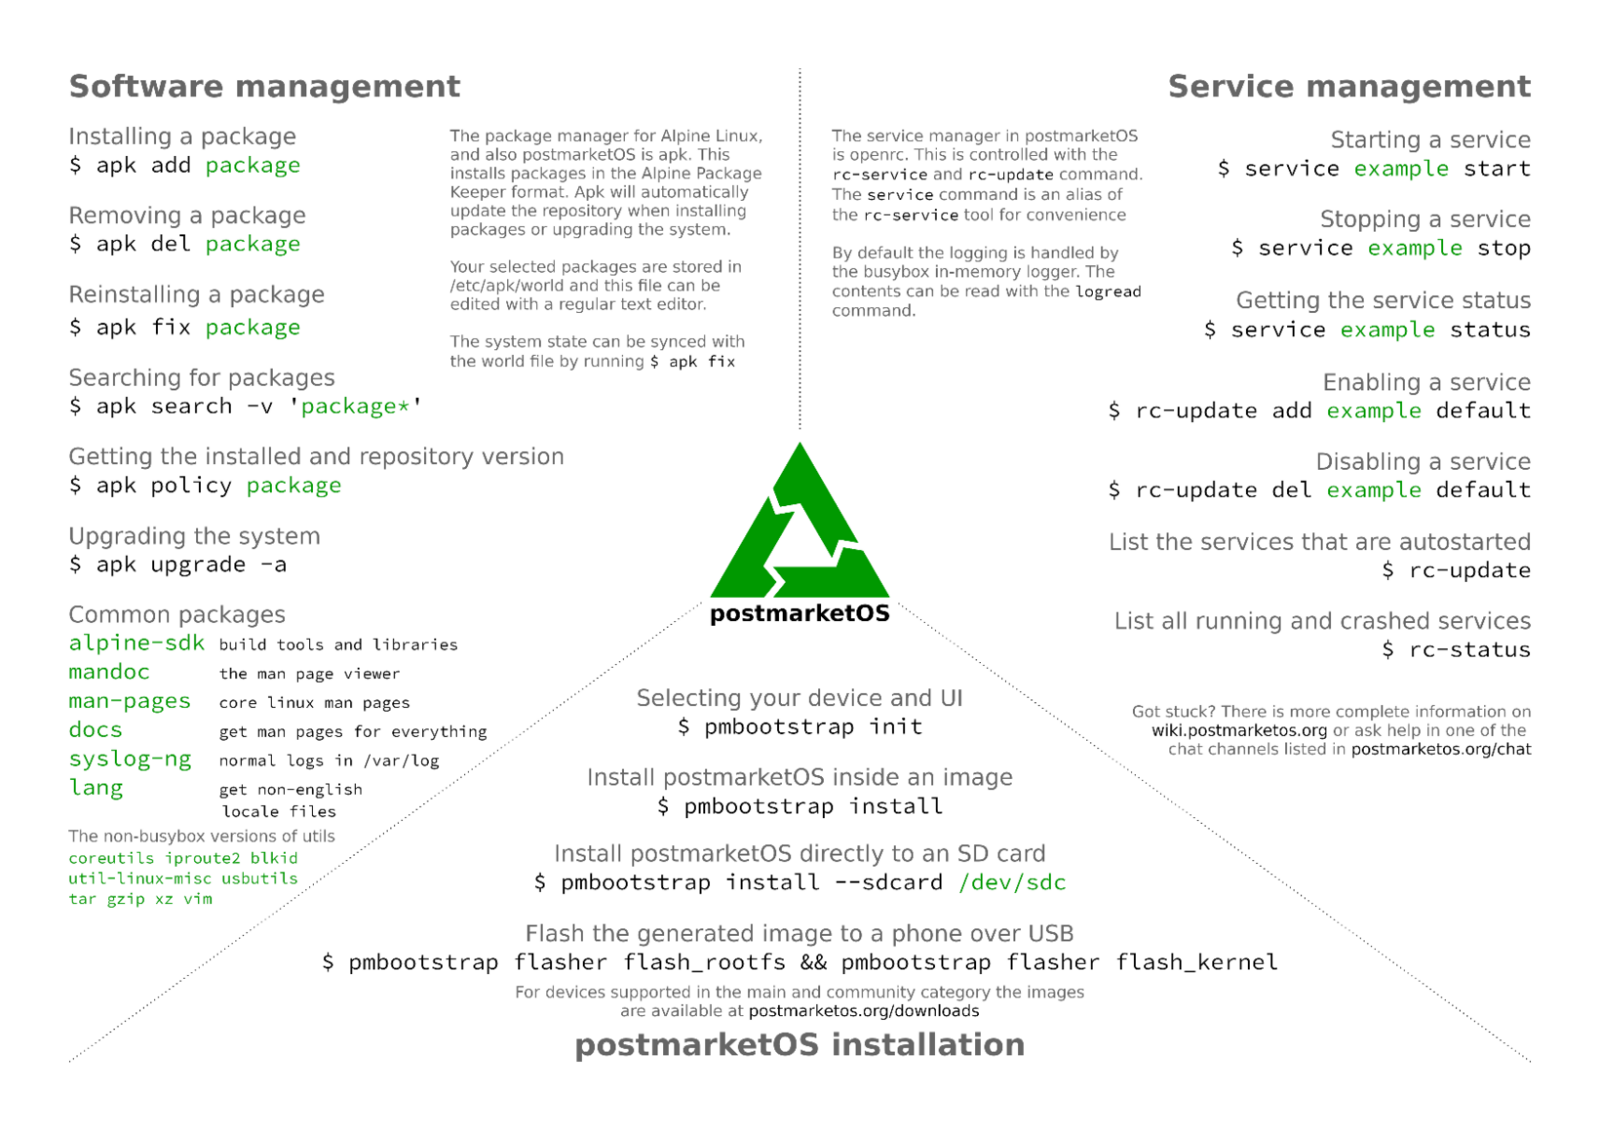 Software management
Installing a package
$ apk add package
Removing a package
$ apk del package
Reinstalling a package
$ apk fix package
Searching for packages
$ apk search -v 'package*'
Getting the installed and repository version
$ apk policy package
Upgrading the system
$ apk upgrade -a
Common packages
alpine-sdk build tools and libraries
mandoc the man page viewer
man-pages core linux man pages
docs get man pages for everything
syslog-ng normal logs in /var/log
lang get non-english
locale files
The non-busybox versions of utils
coreutils iproute2 blkid
util-linux-misc usbutils
tar gzip xz vim
The package manager for Alpine Linux,
and also postmarketOS is apk. This
installs packages in the Alpine Package
Keeper format. Apk will automatically
update the repository when installing
packages or upgrading the system.
Your selected packages are stored in
/etc/apk/world and this file can be
edited with a regular text editor.
The system state can be synced with
the world file by running $ apk fix
Service management
The service manager in postmarketOS
is openrc. This is controlled with the
rc-service and rc-update command.
The service command is an alias of
the rc-service tool for convenience
By default the logging is handled by
the busybox in-memory logger. The
contents can be read with the logread
command.
Starting a service
$ service example start
Stopping a service
$ service example stop
Getting the service status
$ service example status
Enabling a service
$ rc-update add example default
Disabling a service
$ rc-update del example default
List the services that are autostarted
$ rc-update
List all running and crashed services
$ rc-status
Got stuck? There is more complete information on
wiki.postmarketos.org or ask help in one of the
chat channels listed in postmarketos.org/chat
postmarketOS
Selecting your device and UI
$ pmbootstrap init
Install postmarketOS inside an image
$ pmbootstrap install
Install postmarketOS directly to an SD card
$ pmbootstrap install --sdcard /dev/sdc
Flash the generated image to a phone over USB
$ pmbootstrap flasher flash_rootfs && pmbootstrap flasher flash_kernel
For devices supported in the main and community category the images
are available at postmarketos.org/downloads
postmarketOS installation